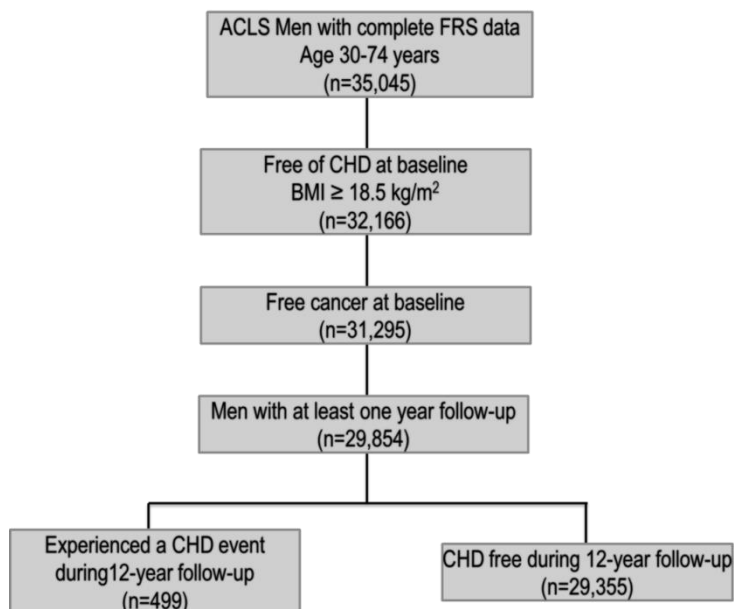 ACLS Men with complete FRS data
Age 30-74 years
(n=35,045)
Free of CHD at baseline
BMI ≥ 18.5 kg/m²
(n=32,166)
Free cancer at baseline
(n=31,295)
Men with at least one year follow-up
(n=29,854)
Experienced a CHD event
during12-year follow-up
(n=499)
CHD free during 12-year follow-up
(n=29,355)